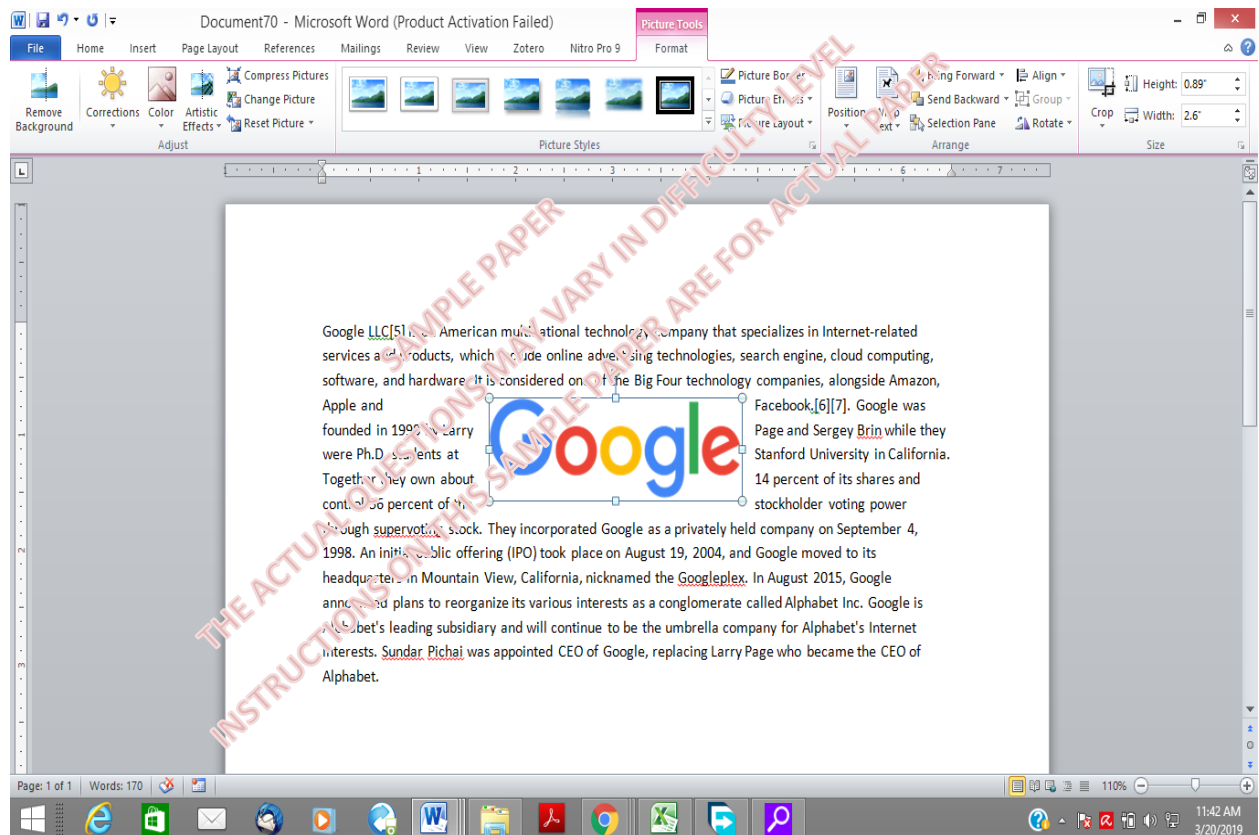 Document70 - Microsoft Word (Product Activation Failed)
Picture Tools
File Home Insert Page Layout References Mailings Review View Zotero Nitro Pro 9 Format
Remove Background
Corrections
Color
Artistic Effects
Compress Pictures
Change Picture
Reset Picture
Adjust
Picture Border
Picture Effects
Picture Layout
Picture Styles
Position
Wrap Text
Bring Forward
Send Backward
Selection Pane
Align
Group
Rotate
Arrange
Crop
Height: 0.89"
Width: 2.6"
Size
1 1 2 3 6 7
SAMPLE PAPER
THE ACTUAL QUESTIONS MAY VARY IN DIFFICULTY LEVEL
INSTRUCTIONS ON THIS SAMPLE PAPER ARE FOR ACTUAL PAPER
Google LLC[5] is an American multinational technology company that specializes in Internet-related
services and products, which include online advertising technologies, search engine, cloud computing,
software, and hardware. It is considered one of the Big Four technology companies, alongside Amazon,
Apple and Facebook.[6][7]. Google was
founded in 1998 by Larry Page and Sergey Brin while they
were Ph.D. students at Stanford University in California.
Together they own about 14 percent of its shares and
control 56 percent of the stockholder voting power
Google
through supervoting stock. They incorporated Google as a privately held company on September 4,
1998. An initial public offering (IPO) took place on August 19, 2004, and Google moved to its
headquarters in Mountain View, California, nicknamed the Googleplex. In August 2015, Google
announced plans to reorganize its various interests as a conglomerate called Alphabet Inc. Google is
Alphabet's leading subsidiary and will continue to be the umbrella company for Alphabet's Internet
interests. Sundar Pichai was appointed CEO of Google, replacing Larry Page who became the CEO of
Alphabet.
Page: 1 of 1 Words: 170 110%
11:42 AM
3/20/2019